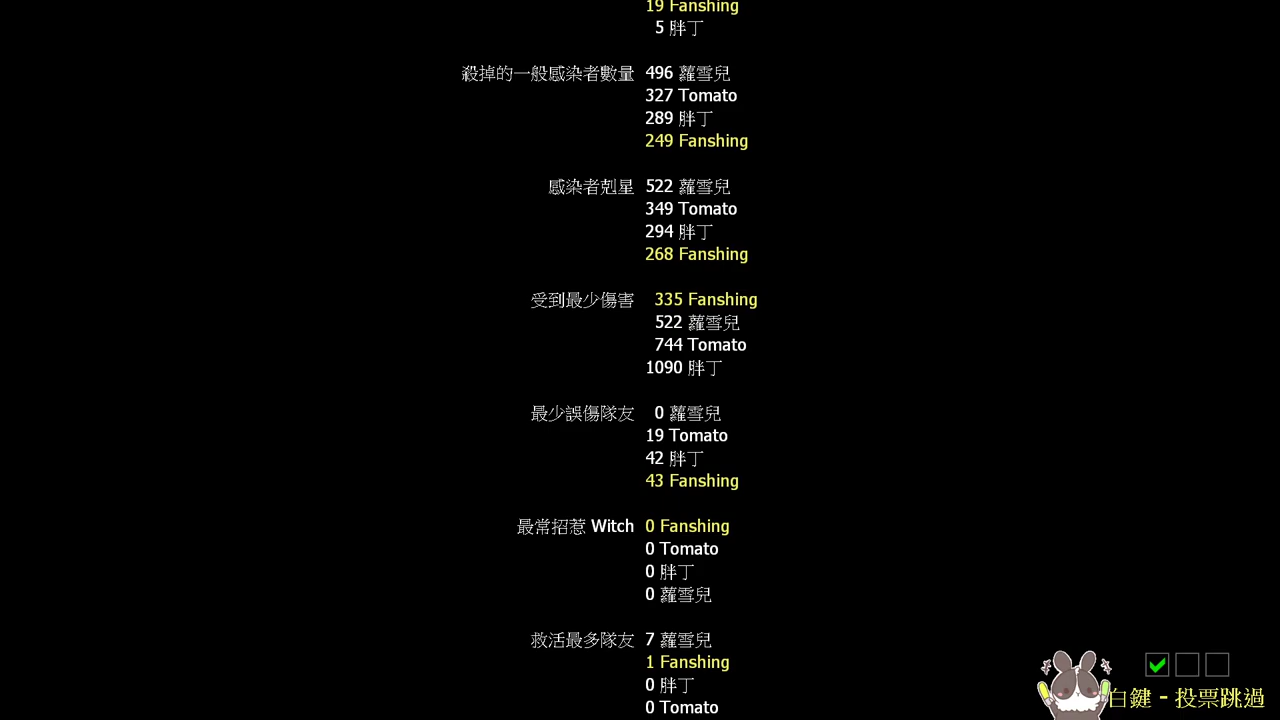 19 Fanshing
5 胖丁
殺掉的一般感染者數量 496 蘿雪兒
327 Tomato
289 胖丁
249 Fanshing
感染者剋星 522 蘿雪兒
349 Tomato
294 胖丁
268 Fanshing
受到最少傷害 335 Fanshing
522 蘿雪兒
744 Tomato
1090 胖丁
最少誤傷隊友 0 蘿雪兒
19 Tomato
42 胖丁
43 Fanshing
最常招惹 Witch 0 Fanshing
0 Tomato
0 胖丁
0 蘿雪兒
救活最多隊友 7 蘿雪兒
1 Fanshing
0 胖丁
0 Tomato
白鍵 - 投票跳過